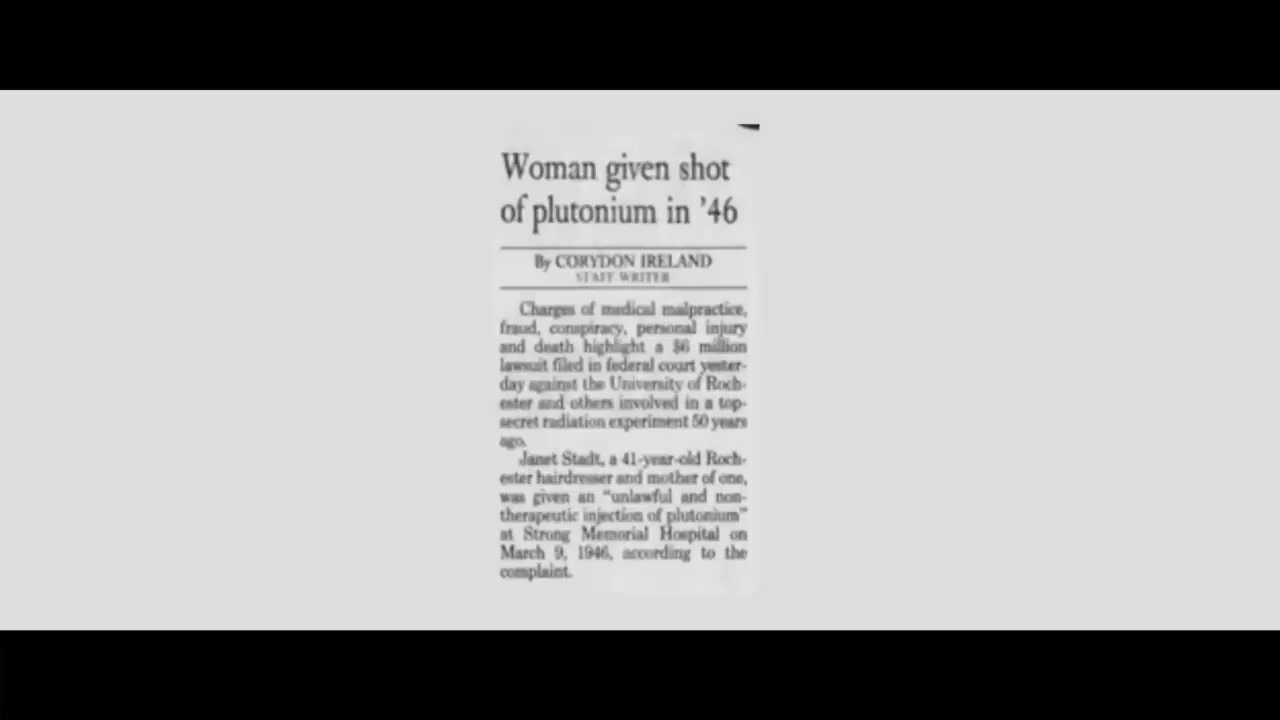 Woman given shot
of plutonium in '46
By CORYDON IRELAND
STAFF WRITER
Charges of medical malpractice,
fraud, conspiracy, personal injury
and death highlight a $6 million
lawsuit filed in federal court yester-
day against the University of Roch-
ester and others involved in a top-
secret radiation experiment 50 years
ago.
Janet Stadt, a 41-year-old Roch-
ester hairdresser and mother of one,
was given an "unlawful and non-
therapeutic injection of plutonium"
at Strong Memorial Hospital on
March 9, 1946, according to the
complaint.